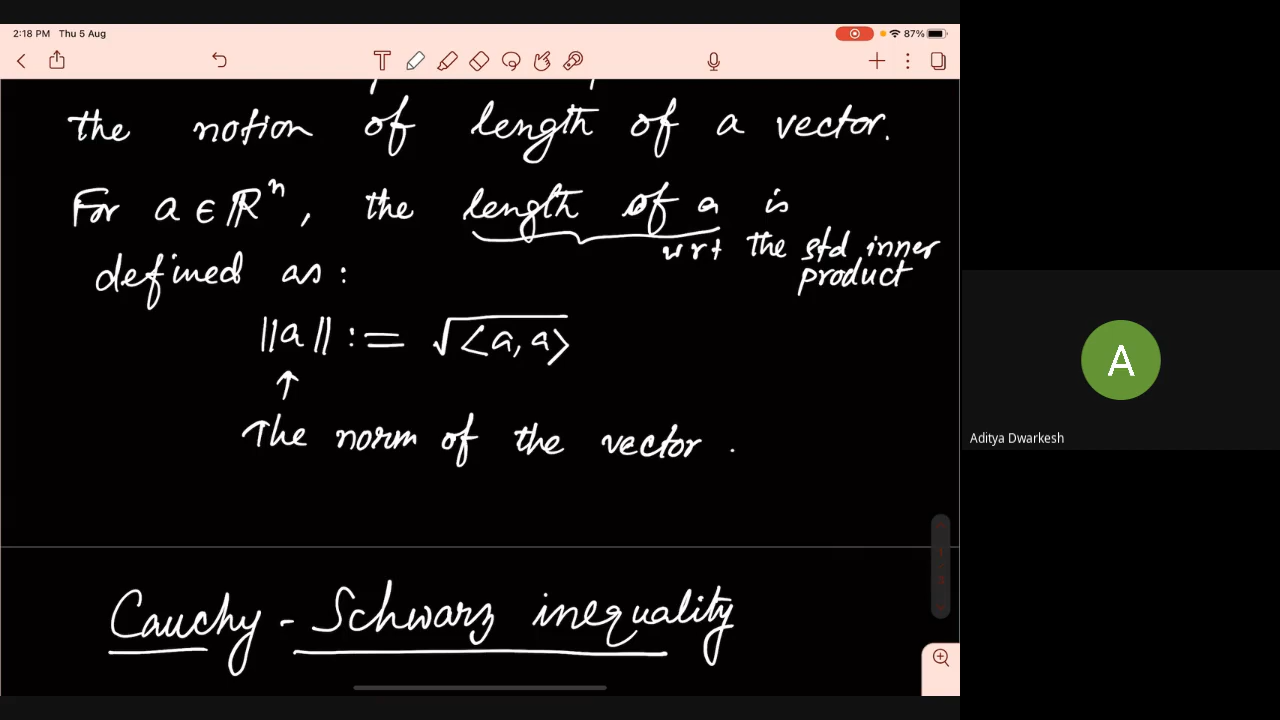 2:18 PM Thu 5 Aug
87%
the notion of length of a vector.
For a ∈ ℝⁿ, the length of a is
wrt the std inner
product
defined as:
||a|| := √<a, a>
↑
The norm of the vector.
Cauchy - Schwarz inequality
A
Aditya Dwarkesh